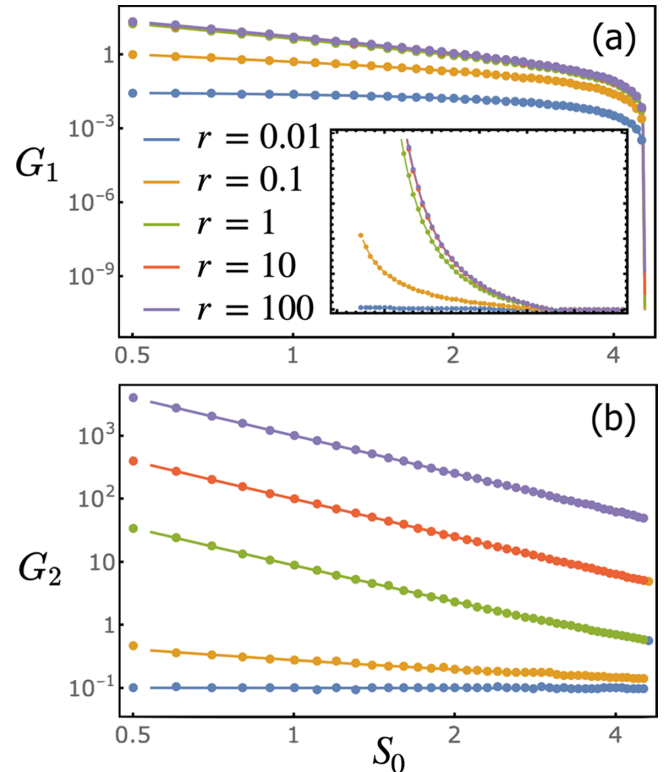 (a)
1
10⁻³
10⁻⁶
10⁻⁹
G₁
r = 0.01
r = 0.1
r = 1
r = 10
r = 100
0.5 1 2 4
(b)
10³
10²
10
1
10⁻¹
G₂
0.5 1 2 4
S₀